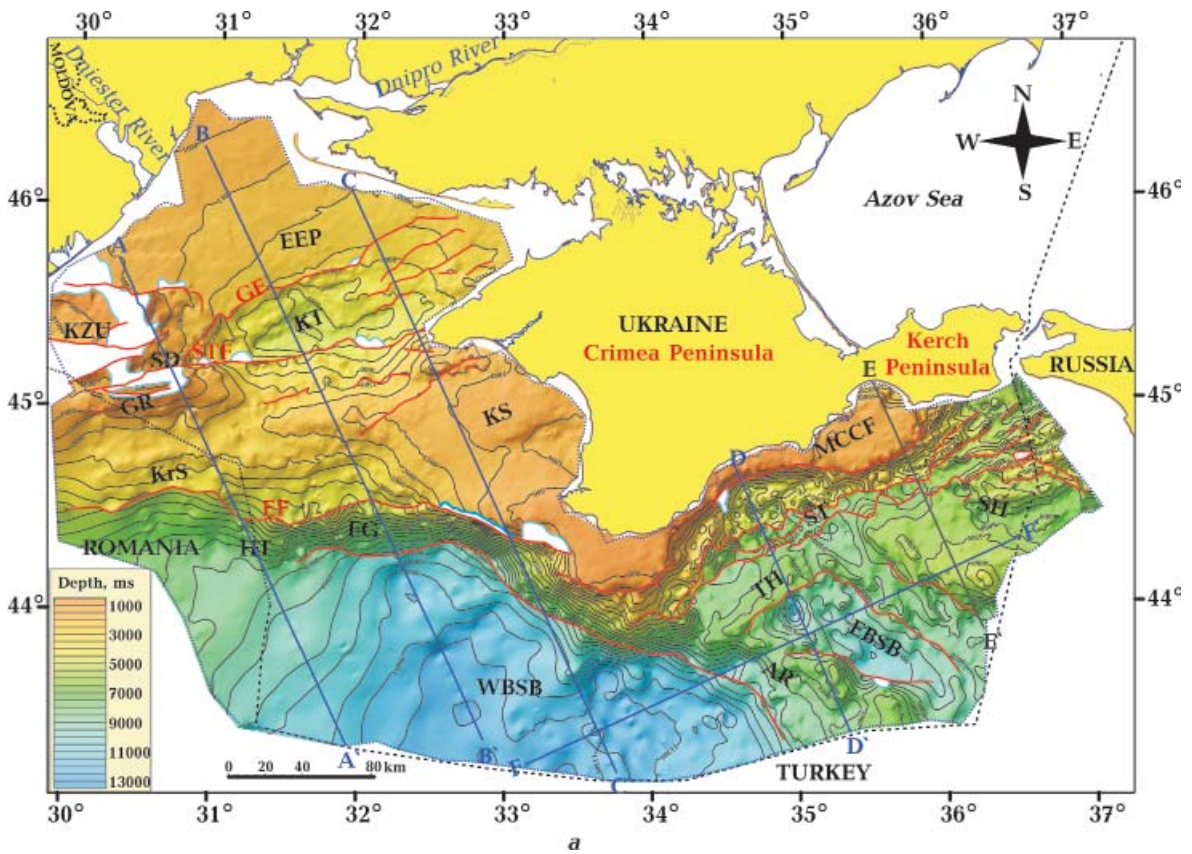 30° 31° 32° 33° 34° 35° 36° 37°
MOLDOVA
Dniester River
Dnipro River
N
W E
S
B
46° 46°
C
Azov Sea
A
EEP
GF
KT
KZU
UKRAINE
Crimea Peninsula
Kerch
Peninsula
SD
STF
RUSSIA
E
45° 45°
GR
KS
MCCF
D
KrS
SH
ST
FG
F
ROMANIA
HT
Depth, ms
1000
3000
5000
7000
9000
11000
13000
44° 44°
TH
EBSB
E`
AR
WBSB
A`
B`
F
D`
C`
0 20 40 80 km
TURKEY
30° 31° 32° 33° 34° 35° 36° 37°
a